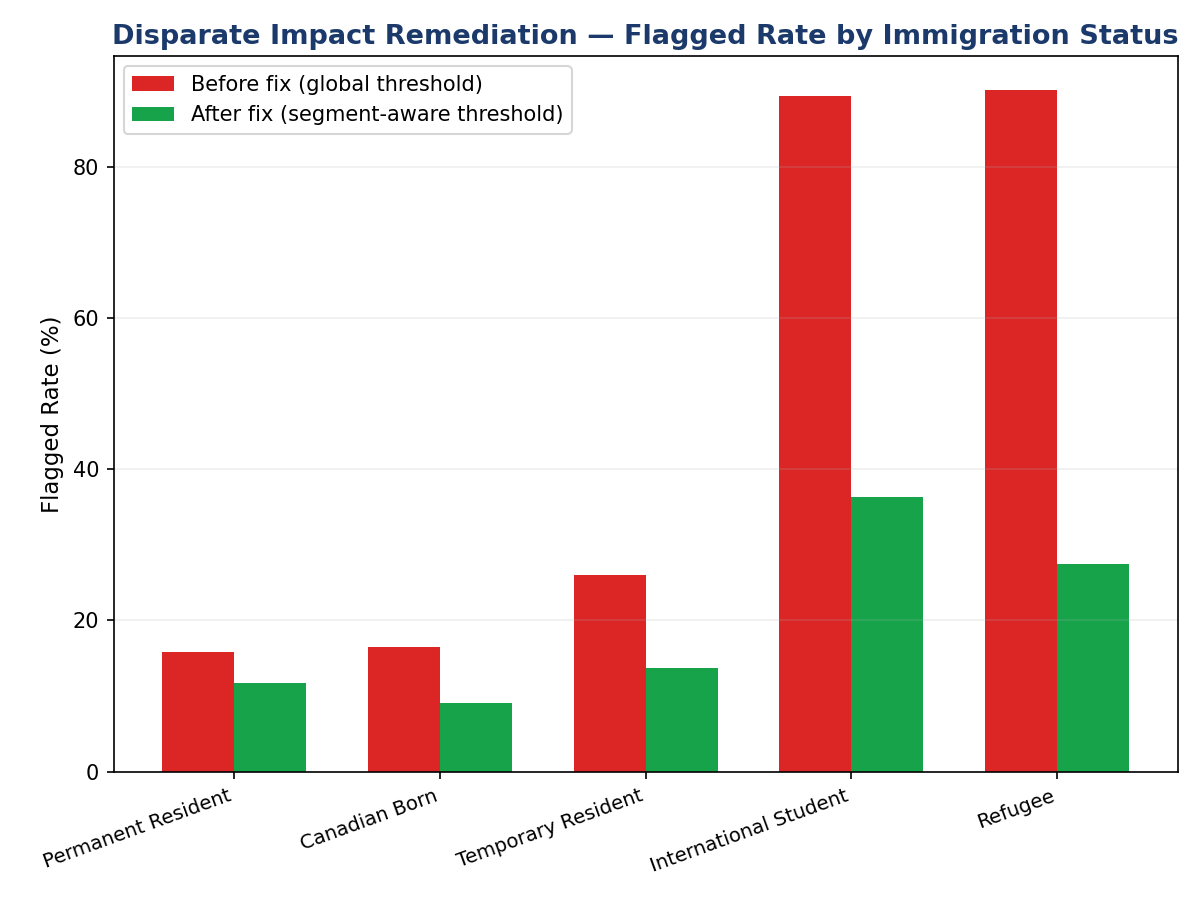 Disparate Impact Remediation — Flagged Rate by Immigration Status
Before fix (global threshold)
After fix (segment-aware threshold)
Flagged Rate (%)
80
60
40
20
0
Permanent Resident
Canadian Born
Temporary Resident
International Student
Refugee